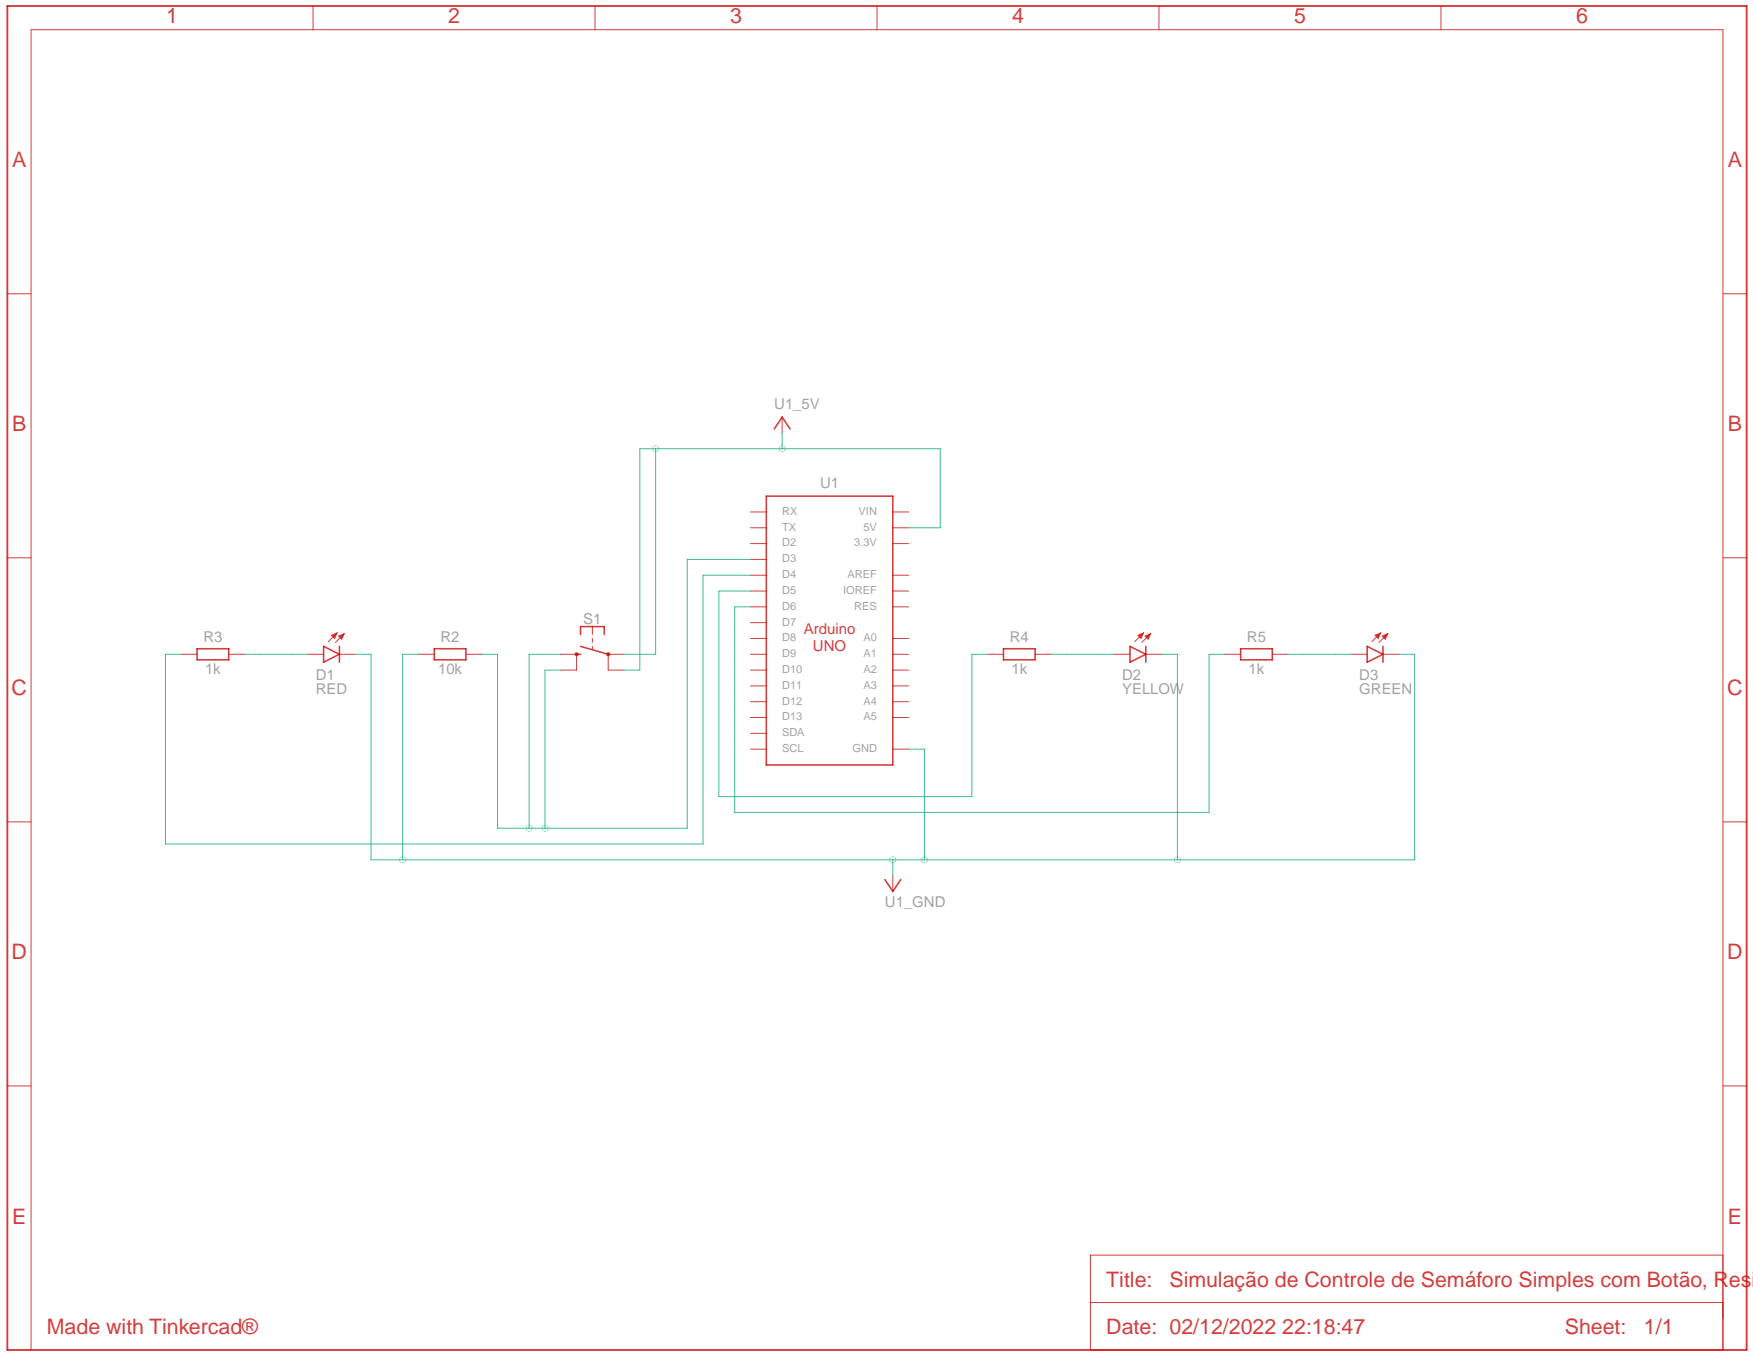 1 2 3 4 5 6
A A
B B
C C
D D
E E
U1_5V
U1
RX VIN
TX 5V
D2 3.3V
D3
D4 AREF
D5 IOREF
D6 RES
D7
Arduino
UNO
D8 A0
D9 A1
D10 A2
D11 A3
D12 A4
D13 A5
SDA
SCL GND
S1
R3
1k
D1
RED
R2
10k
R4
1k
D2
YELLOW
R5
1k
D3
GREEN
U1_GND
Title: Simulação de Controle de Semáforo Simples com Botão, Resi
Date: 02/12/2022 22:18:47 Sheet: 1/1
Made with Tinkercad®